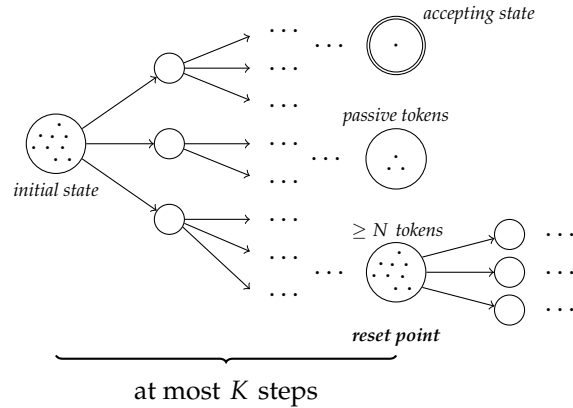 accepting state
passive tokens
initial state
≥ N tokens
reset point
at most K steps